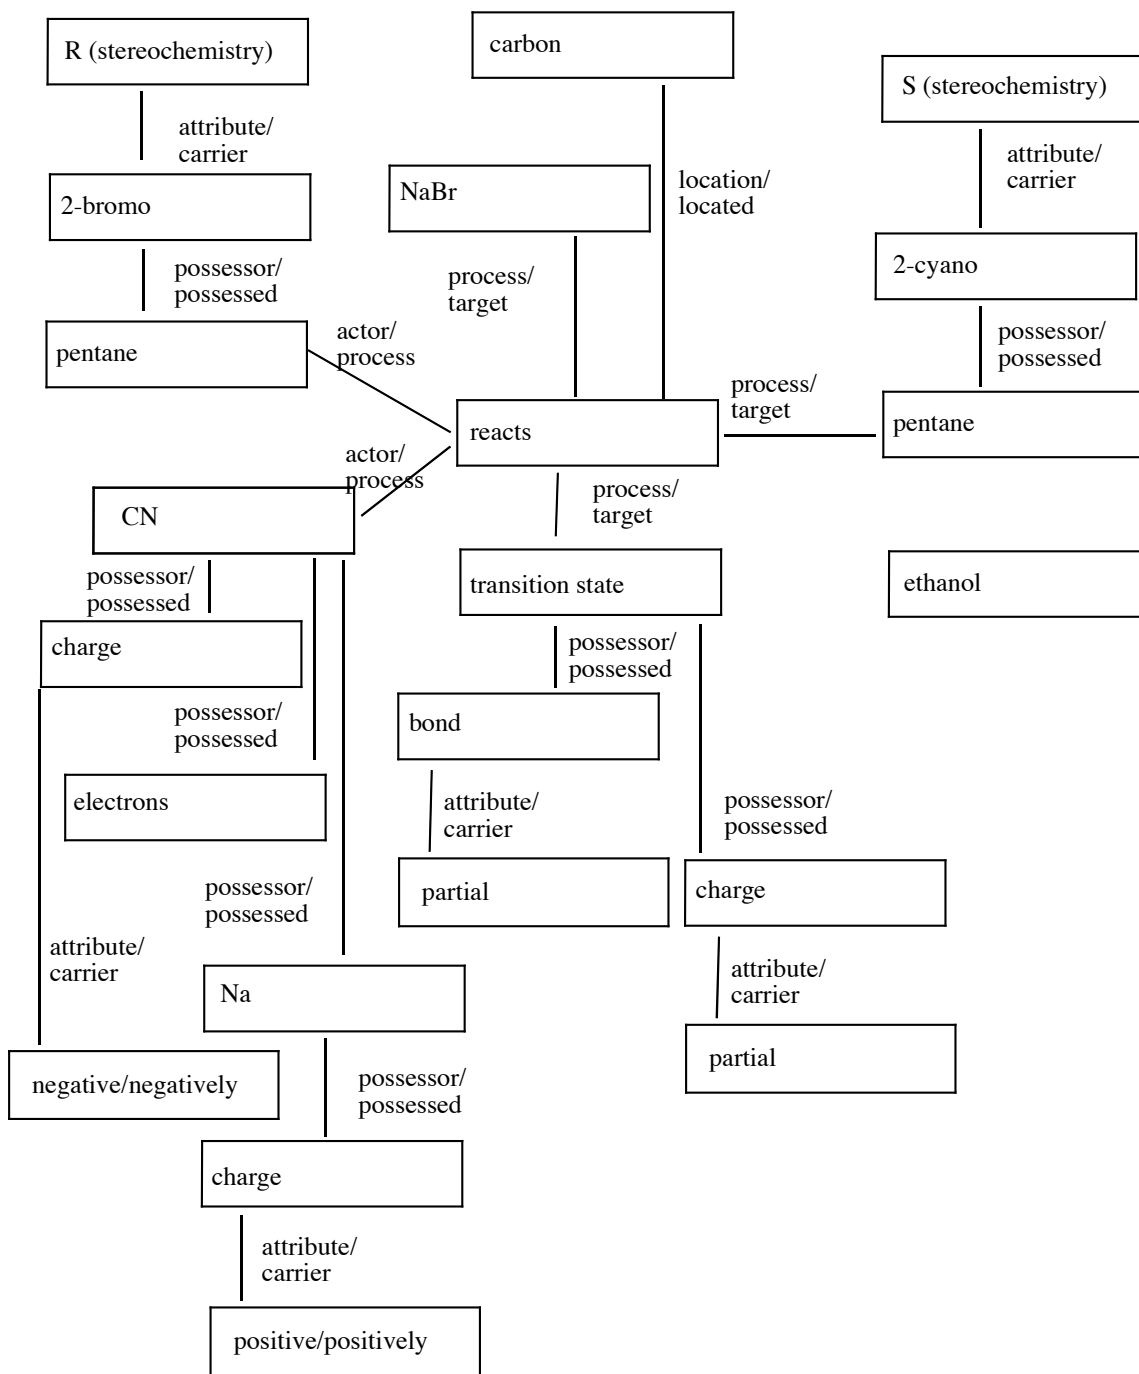 R (stereochemistry)
carbon
S (stereochemistry)
attribute/
carrier
attribute/
carrier
2-bromo
NaBr
location/
located
2-cyano
possessor/
possessed
process/
target
possessor/
possessed
pentane
actor/
process
process/
target
reacts
pentane
actor/
process
CN
process/
target
possessor/
possessed
transition state
ethanol
charge
possessor/
possessed
possessor/
possessed
bond
electrons
attribute/
carrier
possessor/
possessed
possessor/
possessed
partial
charge
attribute/
carrier
attribute/
carrier
Na
partial
negative/negatively
possessor/
possessed
charge
attribute/
carrier
positive/positively